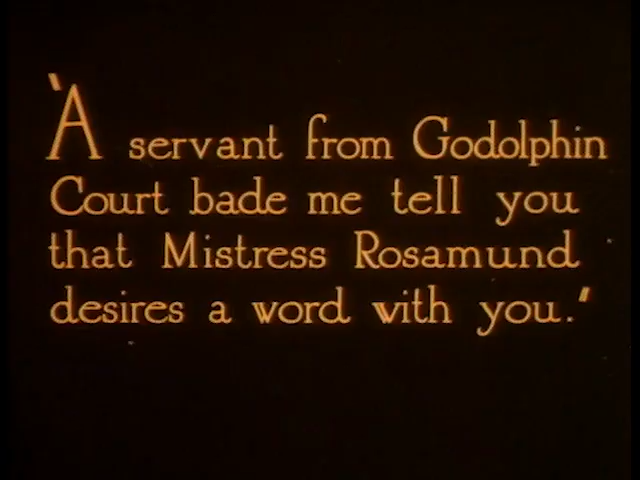 "A servant from Godolphin
Court bade me tell you
that Mistress Rosamund
desires a word with you."